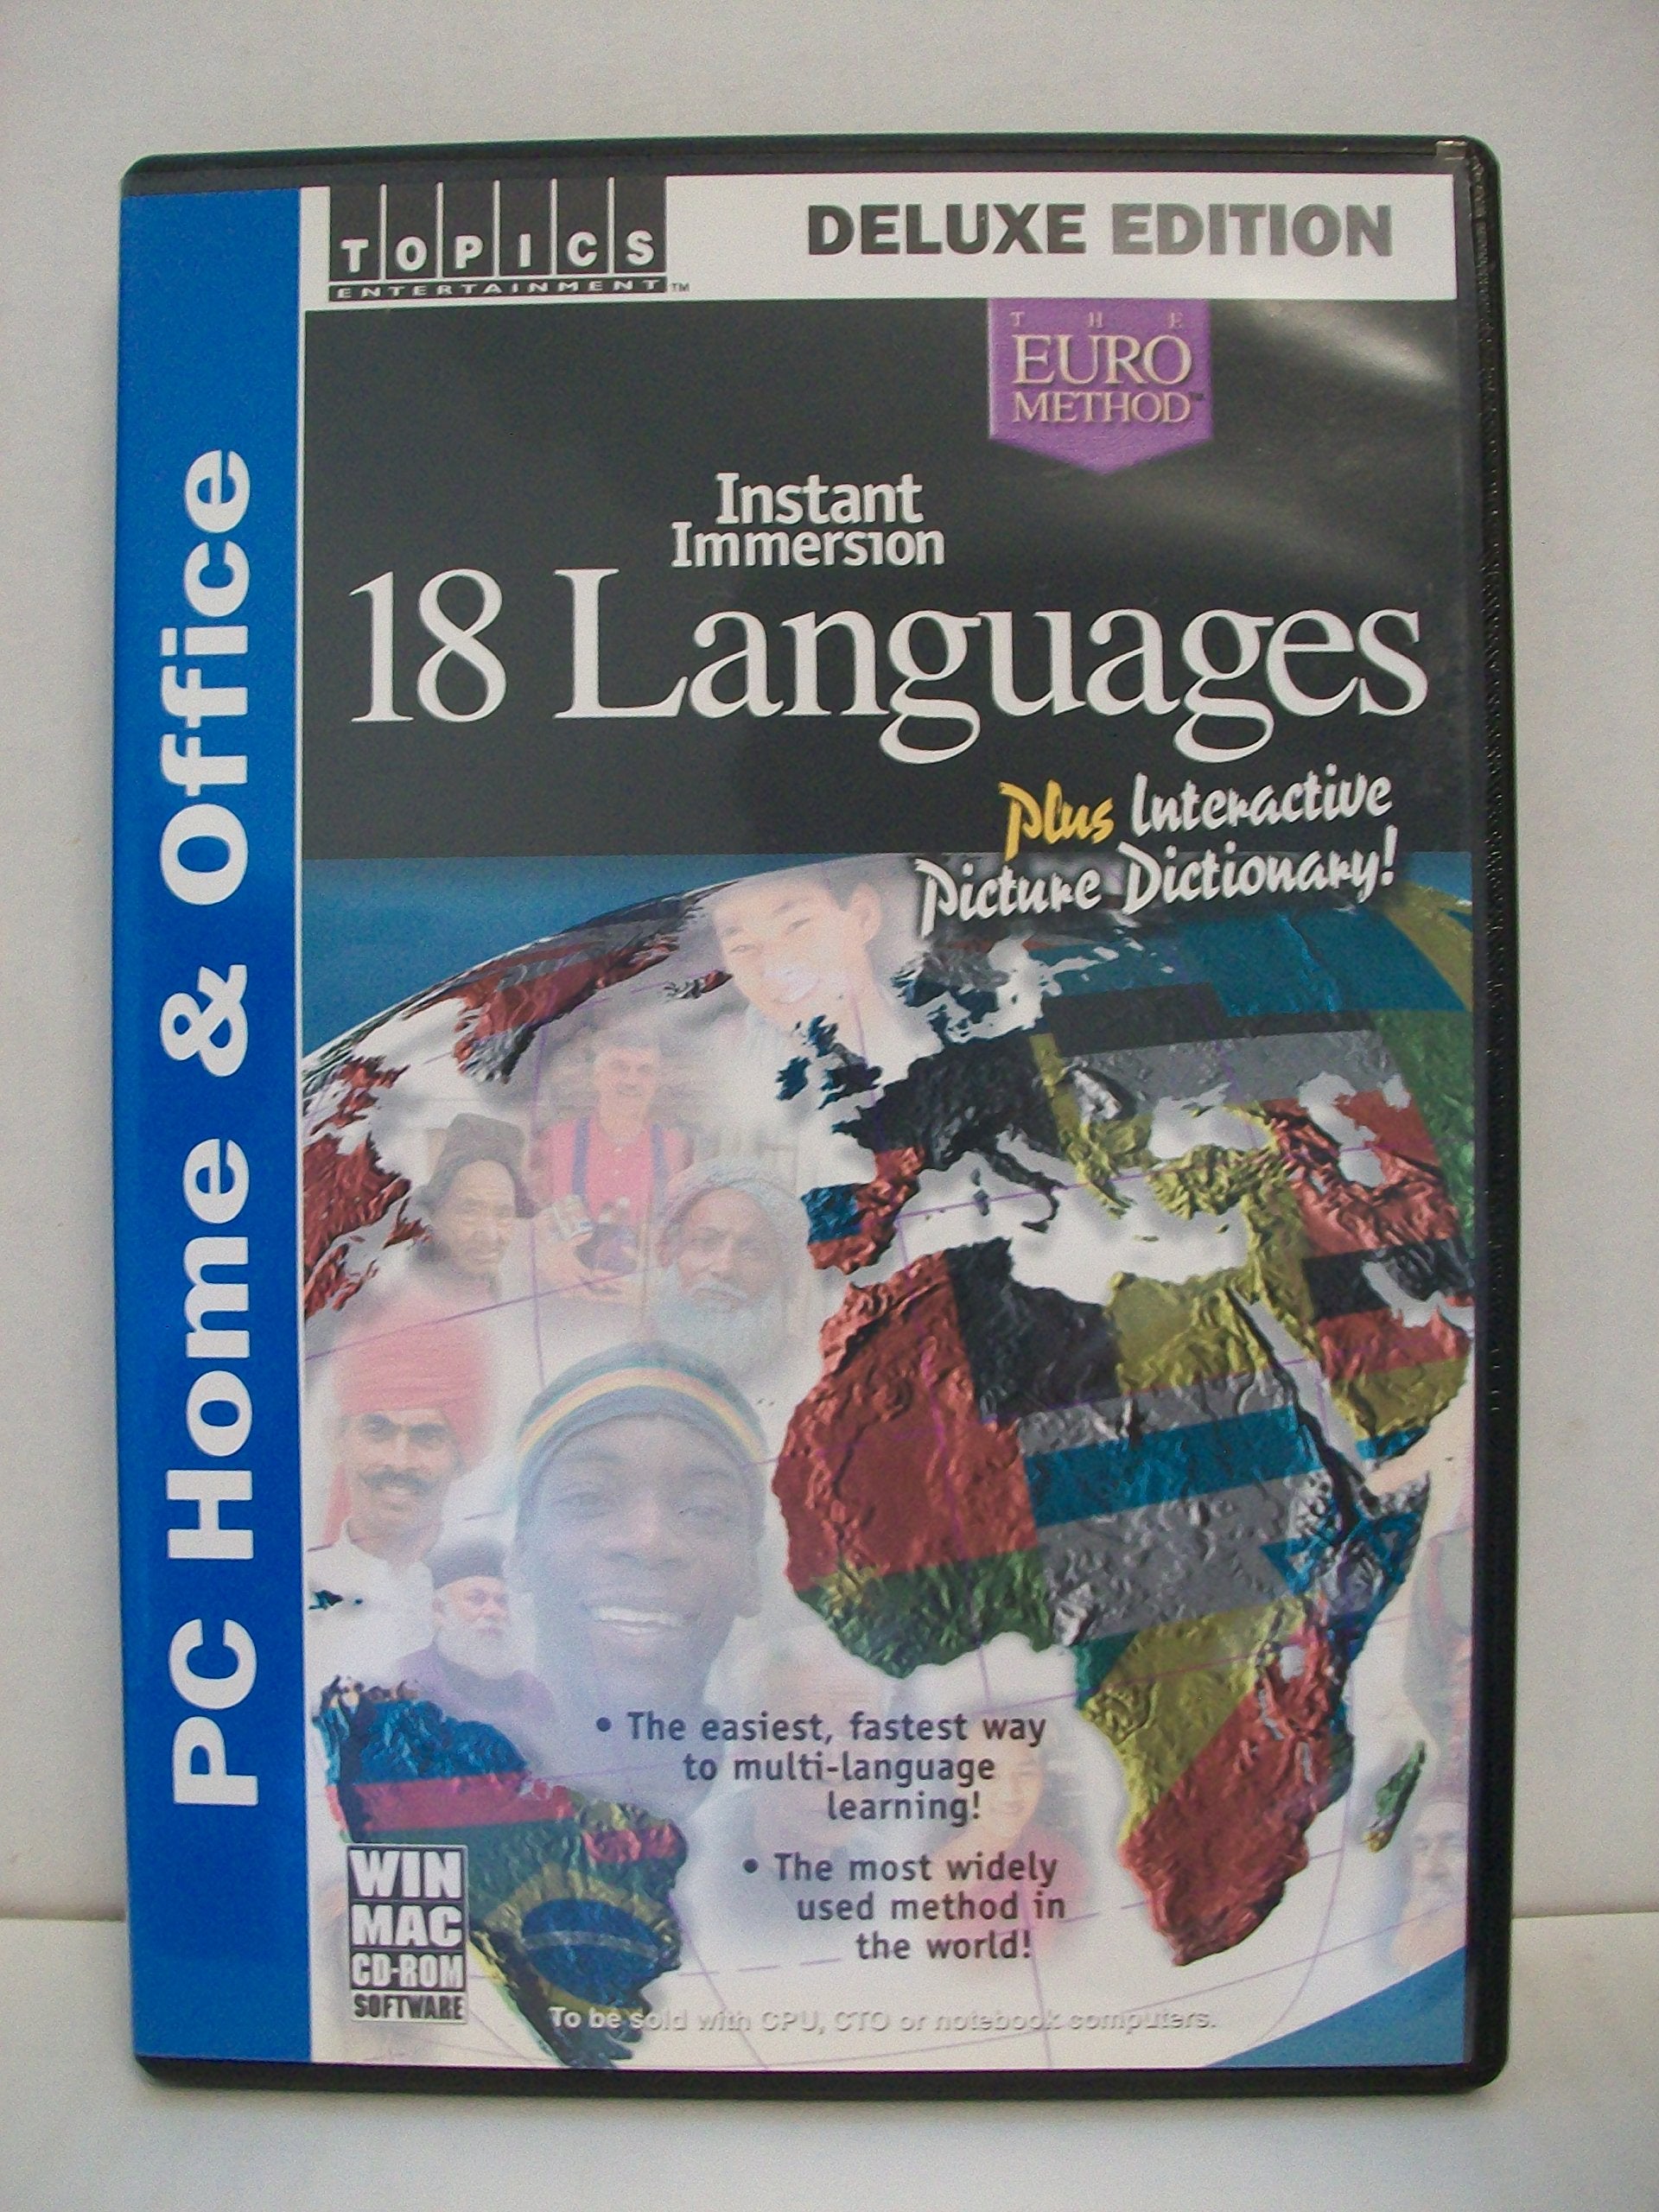 PC Home & Office
TOPICS
ENTERTAINMENT™
DELUXE EDITION
THE
EURO
METHOD™
Instant
Immersion
18 Languages
Plus Interactive
Picture Dictionary!
• The easiest, fastest way
to multi-language
learning!
• The most widely
used method in
the world!
WIN
MAC
CD-ROM
SOFTWARE
To be sold with CPU, CTO or notebook computers.